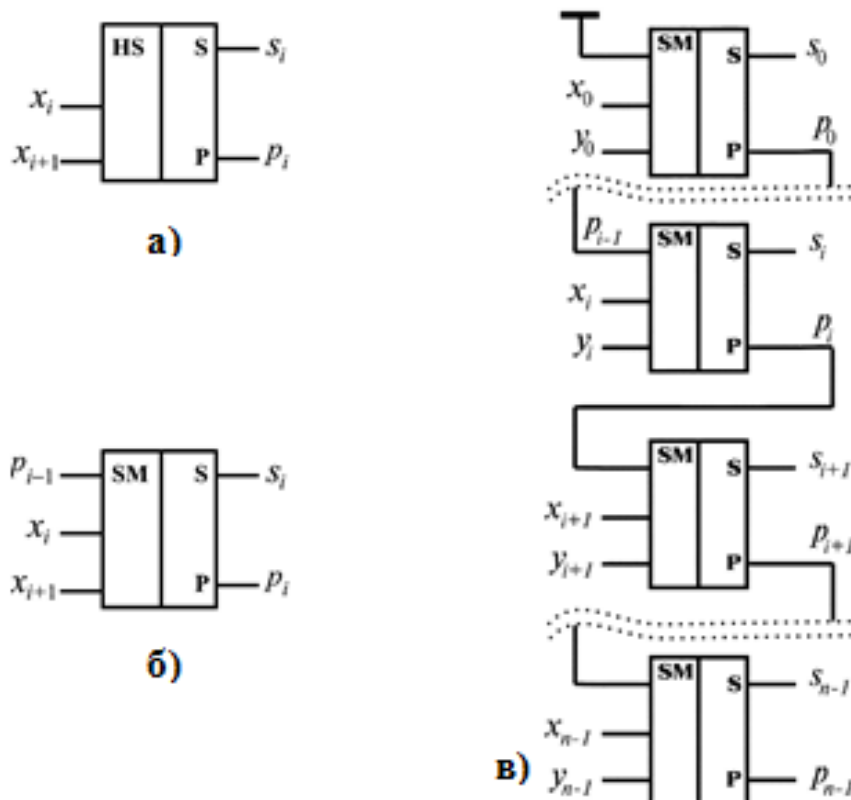 HS S s_i
x_i
x_{i+1} P p_i
а)
p_{i-1} SM S s_i
x_i
x_{i+1} P p_i
б)
SM S s_0
x_0
y_0 P p_0
p_{i-1} SM S s_i
x_i
y_i P p_i
SM S s_{i+1}
x_{i+1}
y_{i+1} P p_{i+1}
SM S s_{n-1}
x_{n-1}
y_{n-1} P p_{n-1}
в)